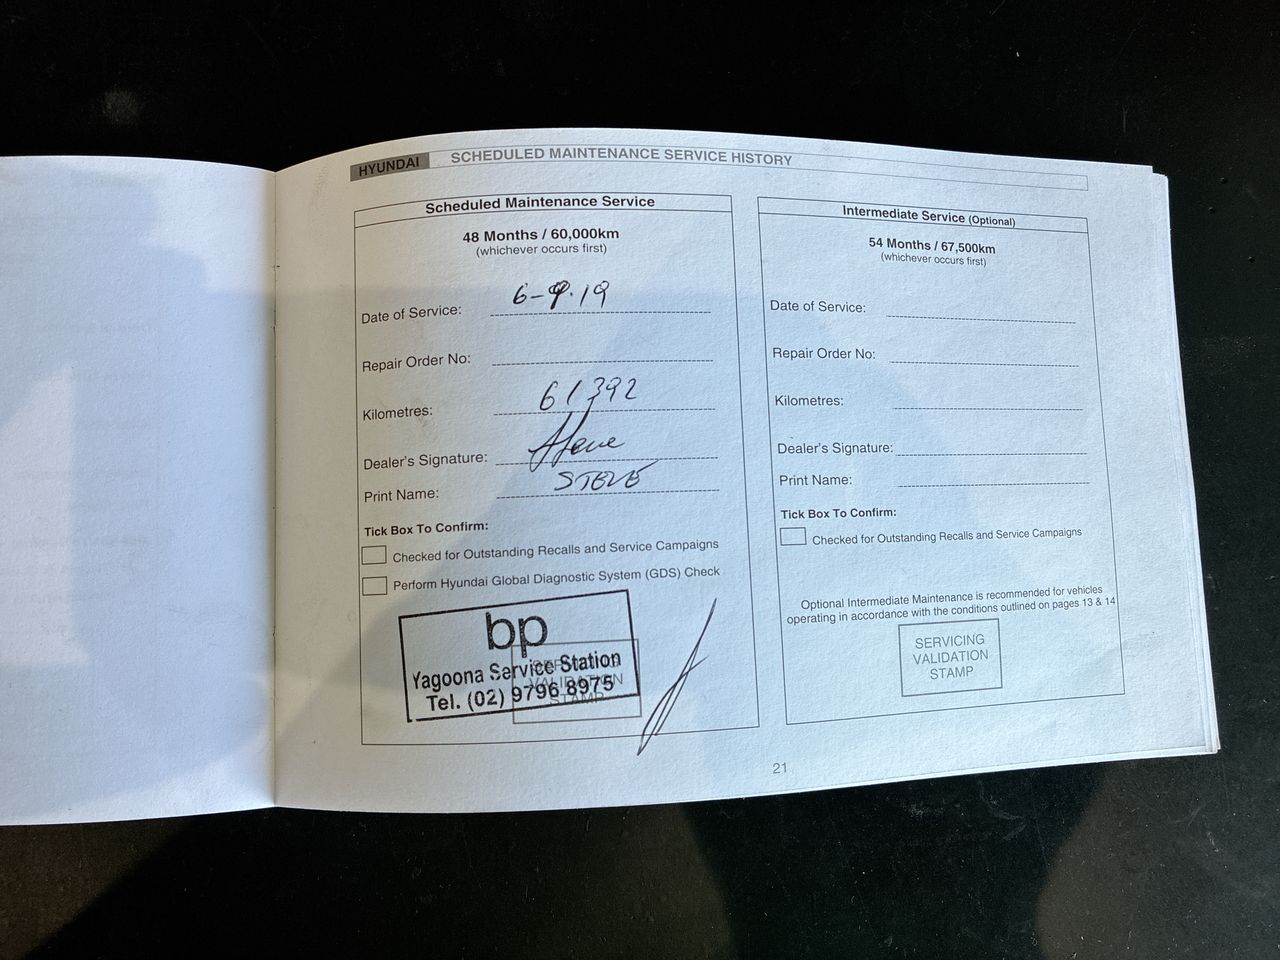 HYUNDAI SCHEDULED MAINTENANCE SERVICE HISTORY
Scheduled Maintenance Service
48 Months / 60,000km
(whichever occurs first)
Date of Service: 6-9.19
Repair Order No:
Kilometres: 61392
Dealer's Signature: Steve
Print Name: STEVE
Tick Box To Confirm:
Checked for Outstanding Recalls and Service Campaigns
Perform Hyundai Global Diagnostic System (GDS) Check
bp
Yagoona Service Station
Tel. (02) 9796 8975
SERVICING
VALIDATION
STAMP
Intermediate Service (Optional)
54 Months / 67,500km
(whichever occurs first)
Date of Service:
Repair Order No:
Kilometres:
Dealer's Signature:
Print Name:
Tick Box To Confirm:
Checked for Outstanding Recalls and Service Campaigns
Optional Intermediate Maintenance is recommended for vehicles
operating in accordance with the conditions outlined on pages 13 & 14
SERVICING
VALIDATION
STAMP
21